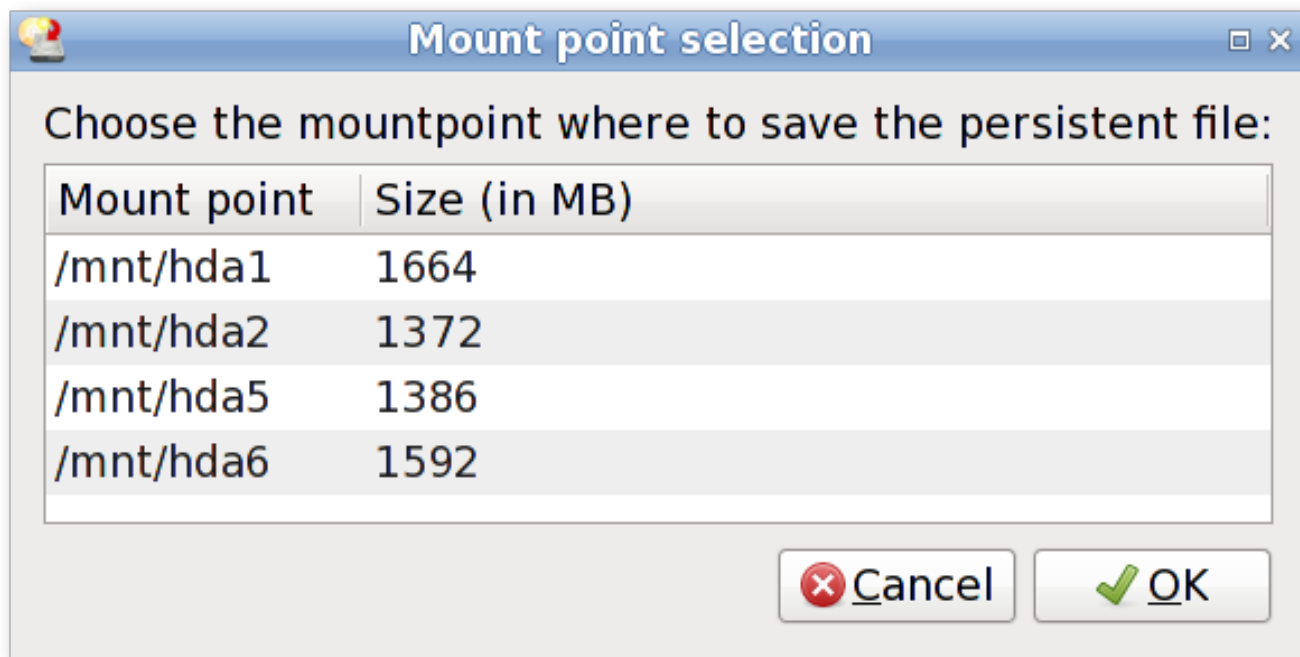 Mount point selection
Choose the mountpoint where to save the persistent file:
Mount point Size (in MB)
/mnt/hda1 1664
/mnt/hda2 1372
/mnt/hda5 1386
/mnt/hda6 1592
Cancel OK